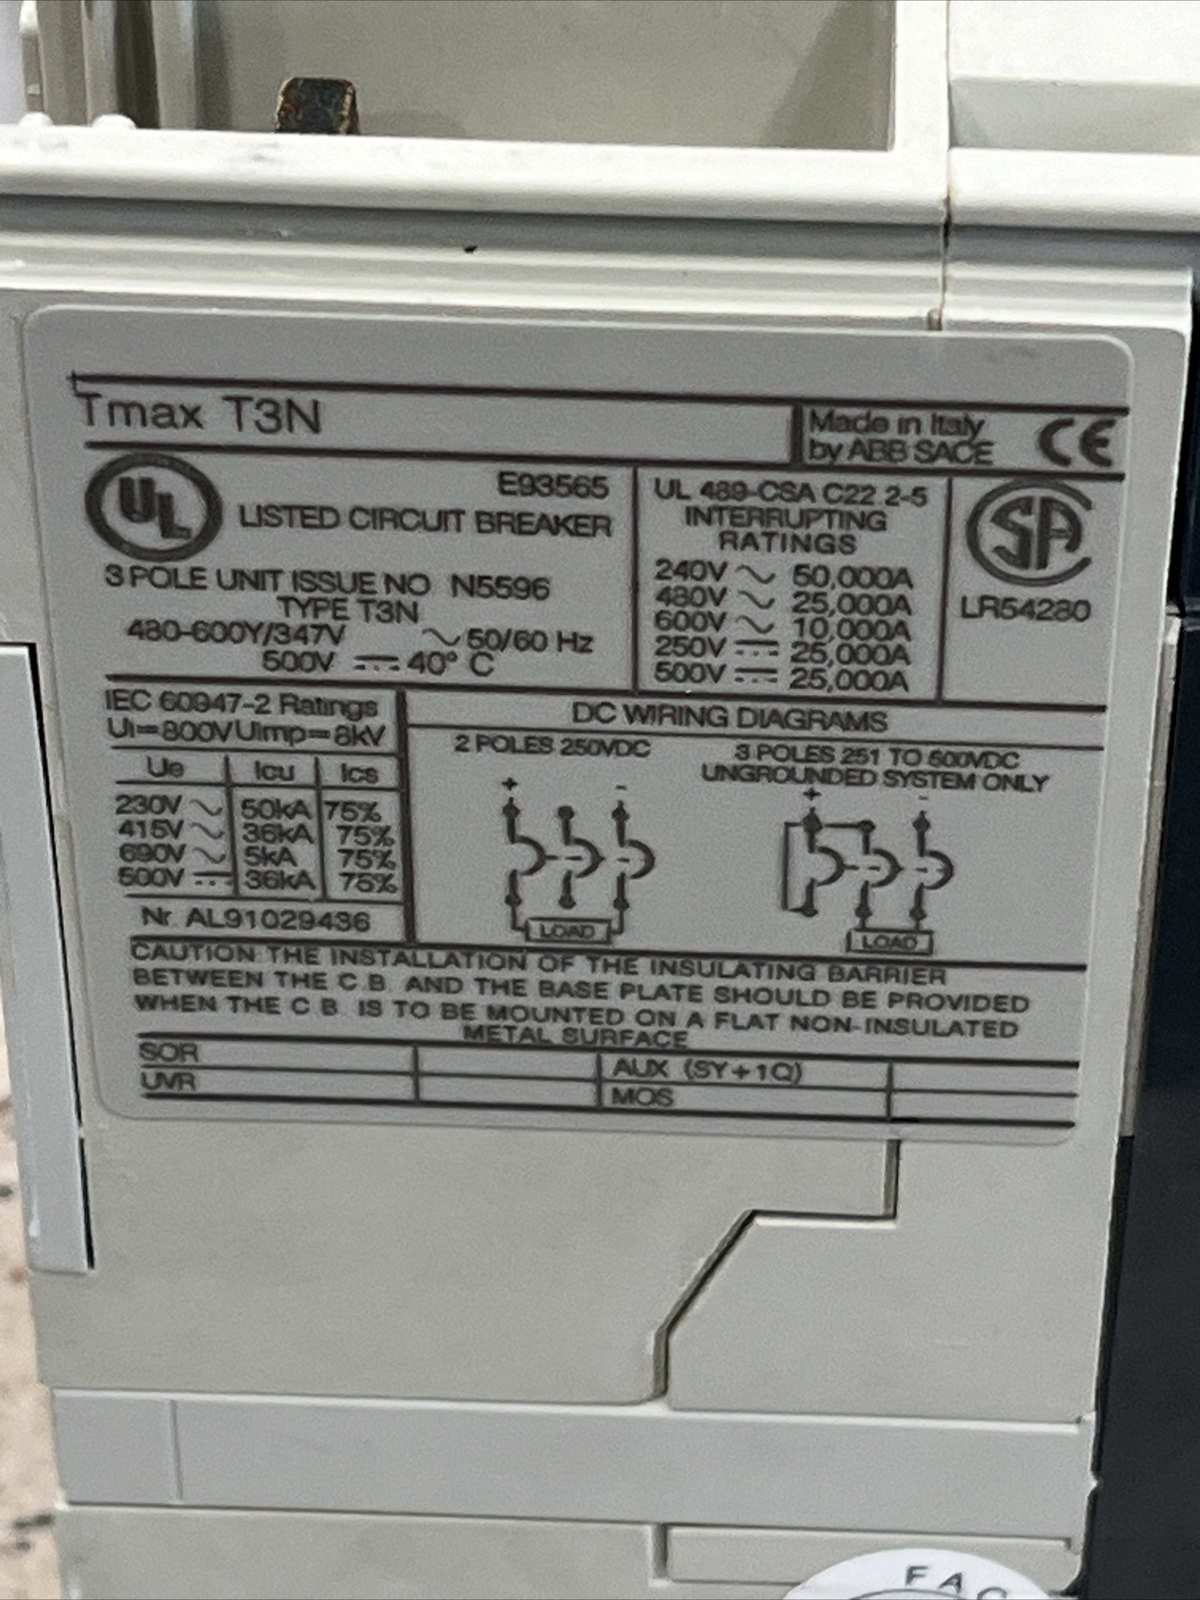 Tmax T3N
Made in Italy
by ABB SACE
CE
UL
E93565
LISTED CIRCUIT BREAKER
3 POLE UNIT ISSUE NO N5596
TYPE T3N
480-600Y/347V ∼ 50/60 Hz
500V ⎓ 40° C
UL 489-CSA C22 2-5
INTERRUPTING
RATINGS
240V ∼ 50,000A
480V ∼ 25,000A
600V ∼ 10,000A
250V ⎓ 25,000A
500V ⎓ 25,000A
SA
LR54280
IEC 60947-2 Ratings
Ui=800V Uimp=8kV
Ue Icu Ics
230V ∼ 50kA 75%
415V ∼ 36kA 75%
690V ∼ 5kA 75%
500V ⎓ 36kA 75%
Nr. AL91029436
DC WIRING DIAGRAMS
2 POLES 250VDC
+ -
LOAD
3 POLES 251 TO 500VDC
UNGROUNDED SYSTEM ONLY
+ -
LOAD
CAUTION: THE INSTALLATION OF THE INSULATING BARRIER
BETWEEN THE C.B. AND THE BASE PLATE SHOULD BE PROVIDED
WHEN THE C B IS TO BE MOUNTED ON A FLAT NON-INSULATED
METAL SURFACE
SOR
UVR
AUX (SY+1Q)
MOS